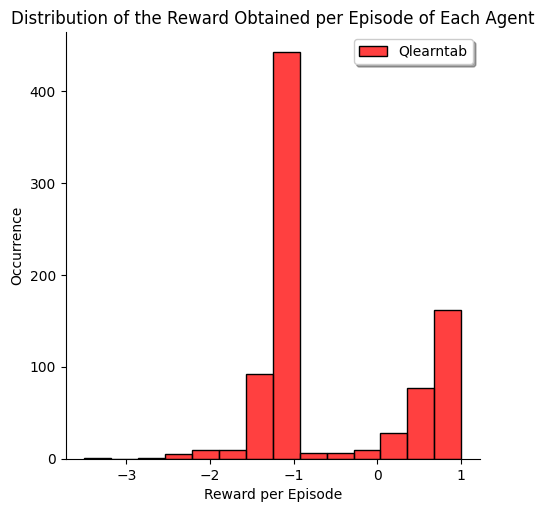 Distribution of the Reward Obtained per Episode of Each Agent
Qlearntab
400
300
200
100
0
Occurrence
−3
−2
−1
0
1
Reward per Episode